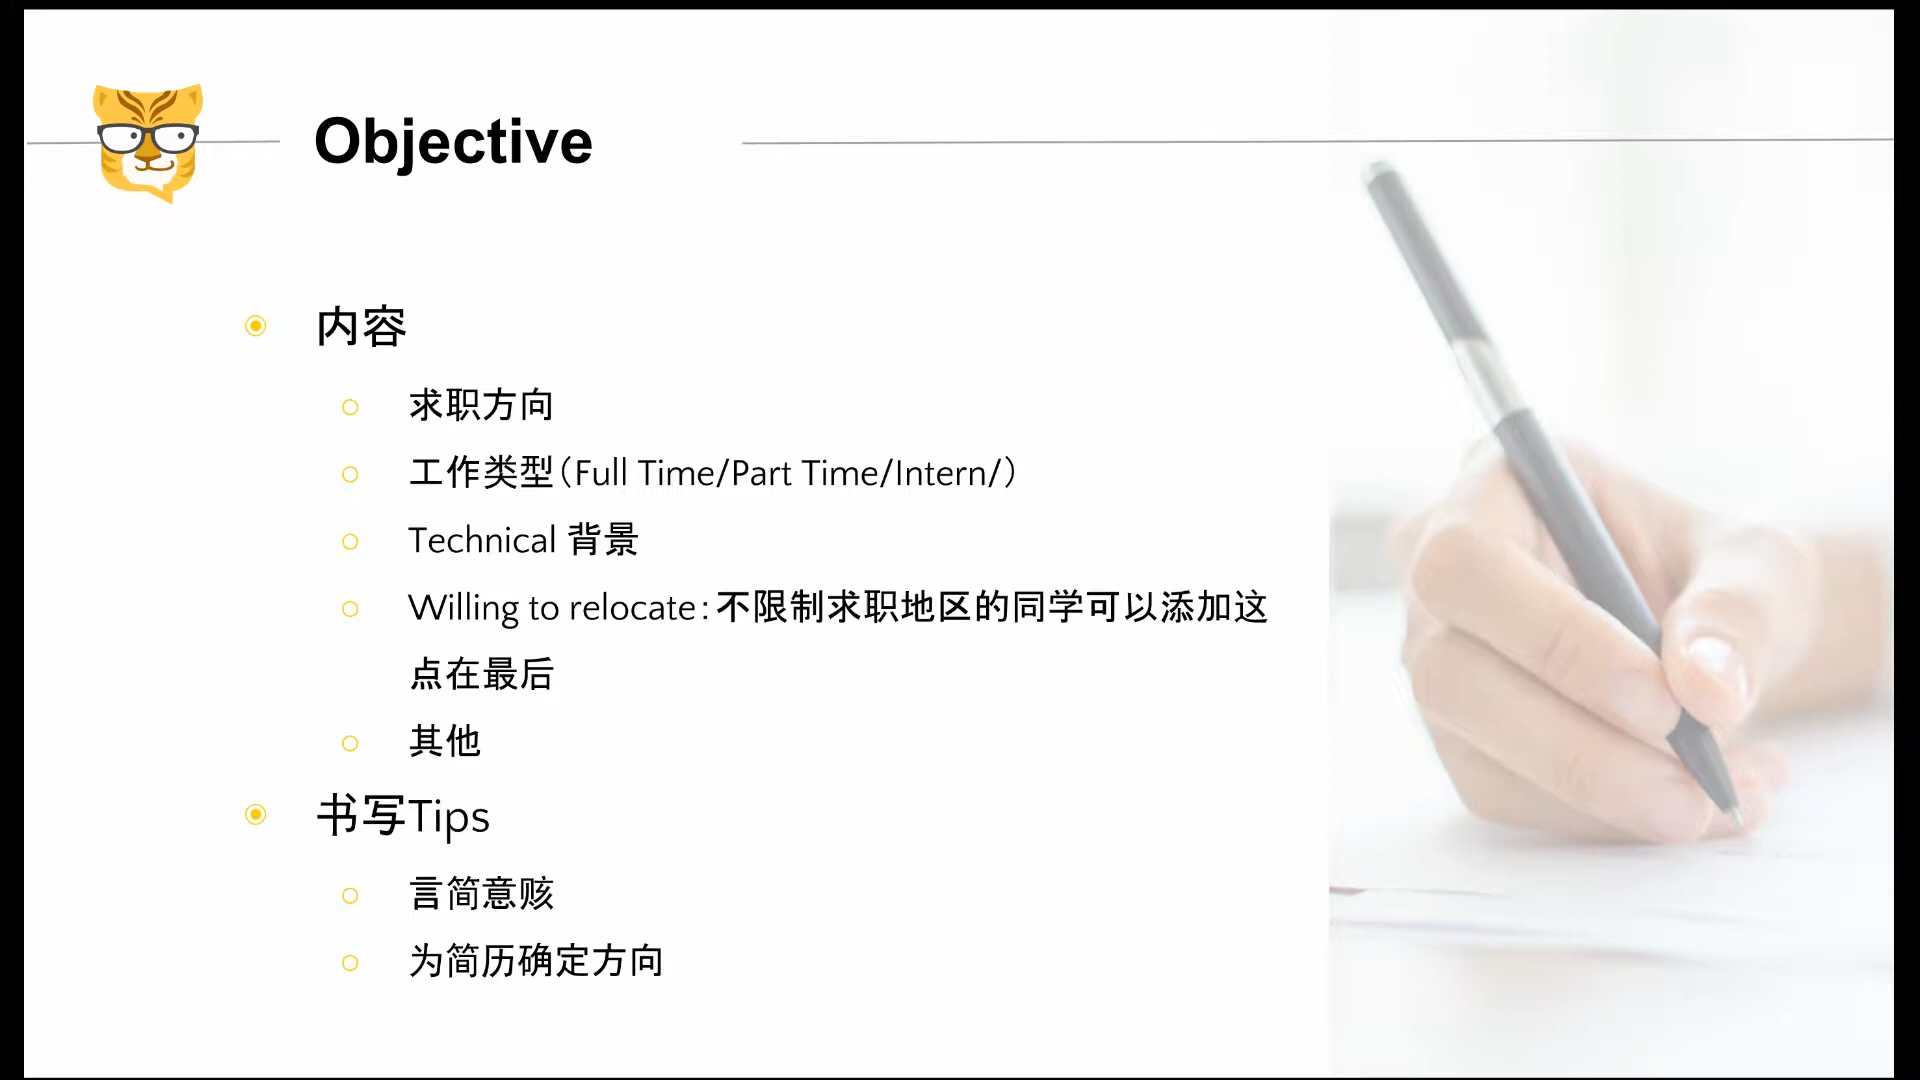 Objective
内容
求职方向
工作类型（Full Time/Part Time/Intern/）
Technical 背景
Willing to relocate：不限制求职地区的同学可以添加这
点在最后
其他
书写Tips
言简意赅
为简历确定方向